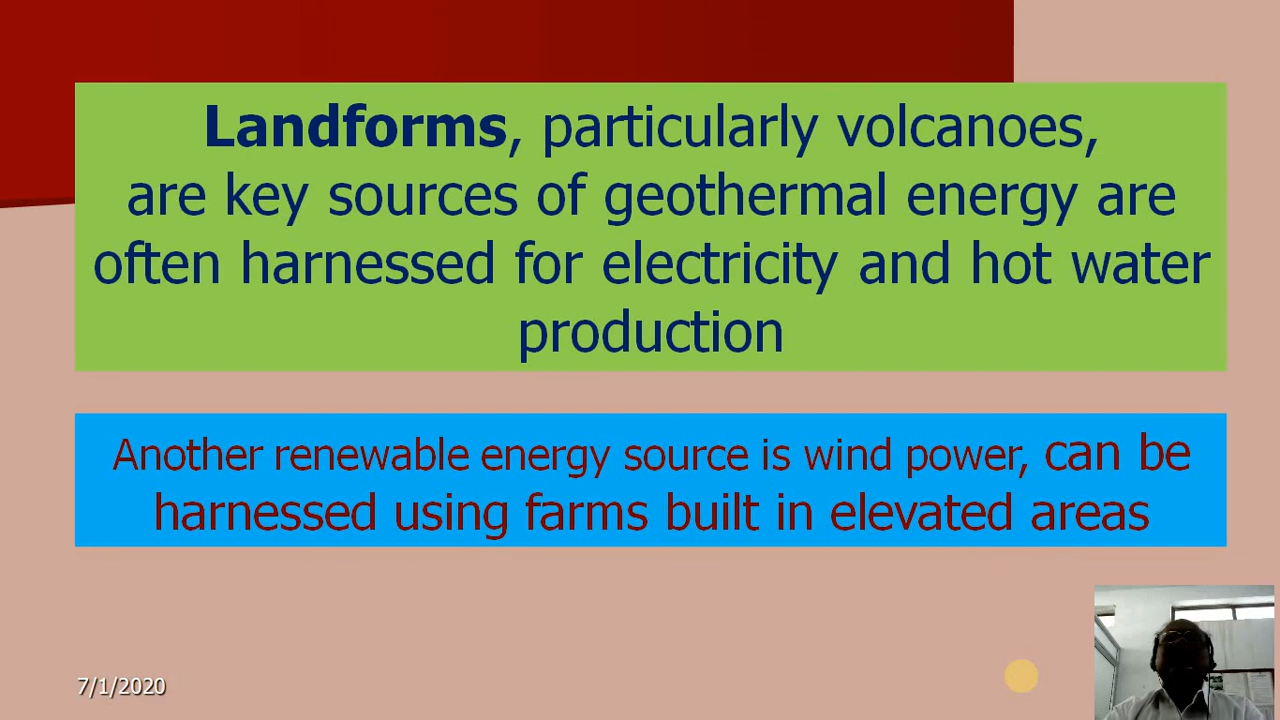 Landforms, particularly volcanoes,
are key sources of geothermal energy are
often harnessed for electricity and hot water
production
Another renewable energy source is wind power, can be
harnessed using farms built in elevated areas
7/1/2020